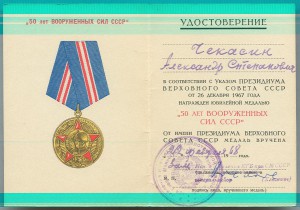 "50 ЛЕТ ВООРУЖЕННЫХ СИЛ СССР"
УДОСТОВЕРЕНИЕ
Чекасин
Александр Степанович
В СООТВЕТСТВИИ С УКАЗОМ ПРЕЗИДИУМА
ВЕРХОВНОГО СОВЕТА СССР
ОТ 26 ДЕКАБРЯ 1967 ГОДА
НАГРАЖДЕН ЮБИЛЕЙНОЙ МЕДАЛЬЮ
"50 ЛЕТ ВООРУЖЕННЫХ
СИЛ СССР"
ОТ ИМЕНИ ПРЕЗИДИУМА ВЕРХОВНОГО
СОВЕТА СССР МЕДАЛЬ ВРУЧЕНА